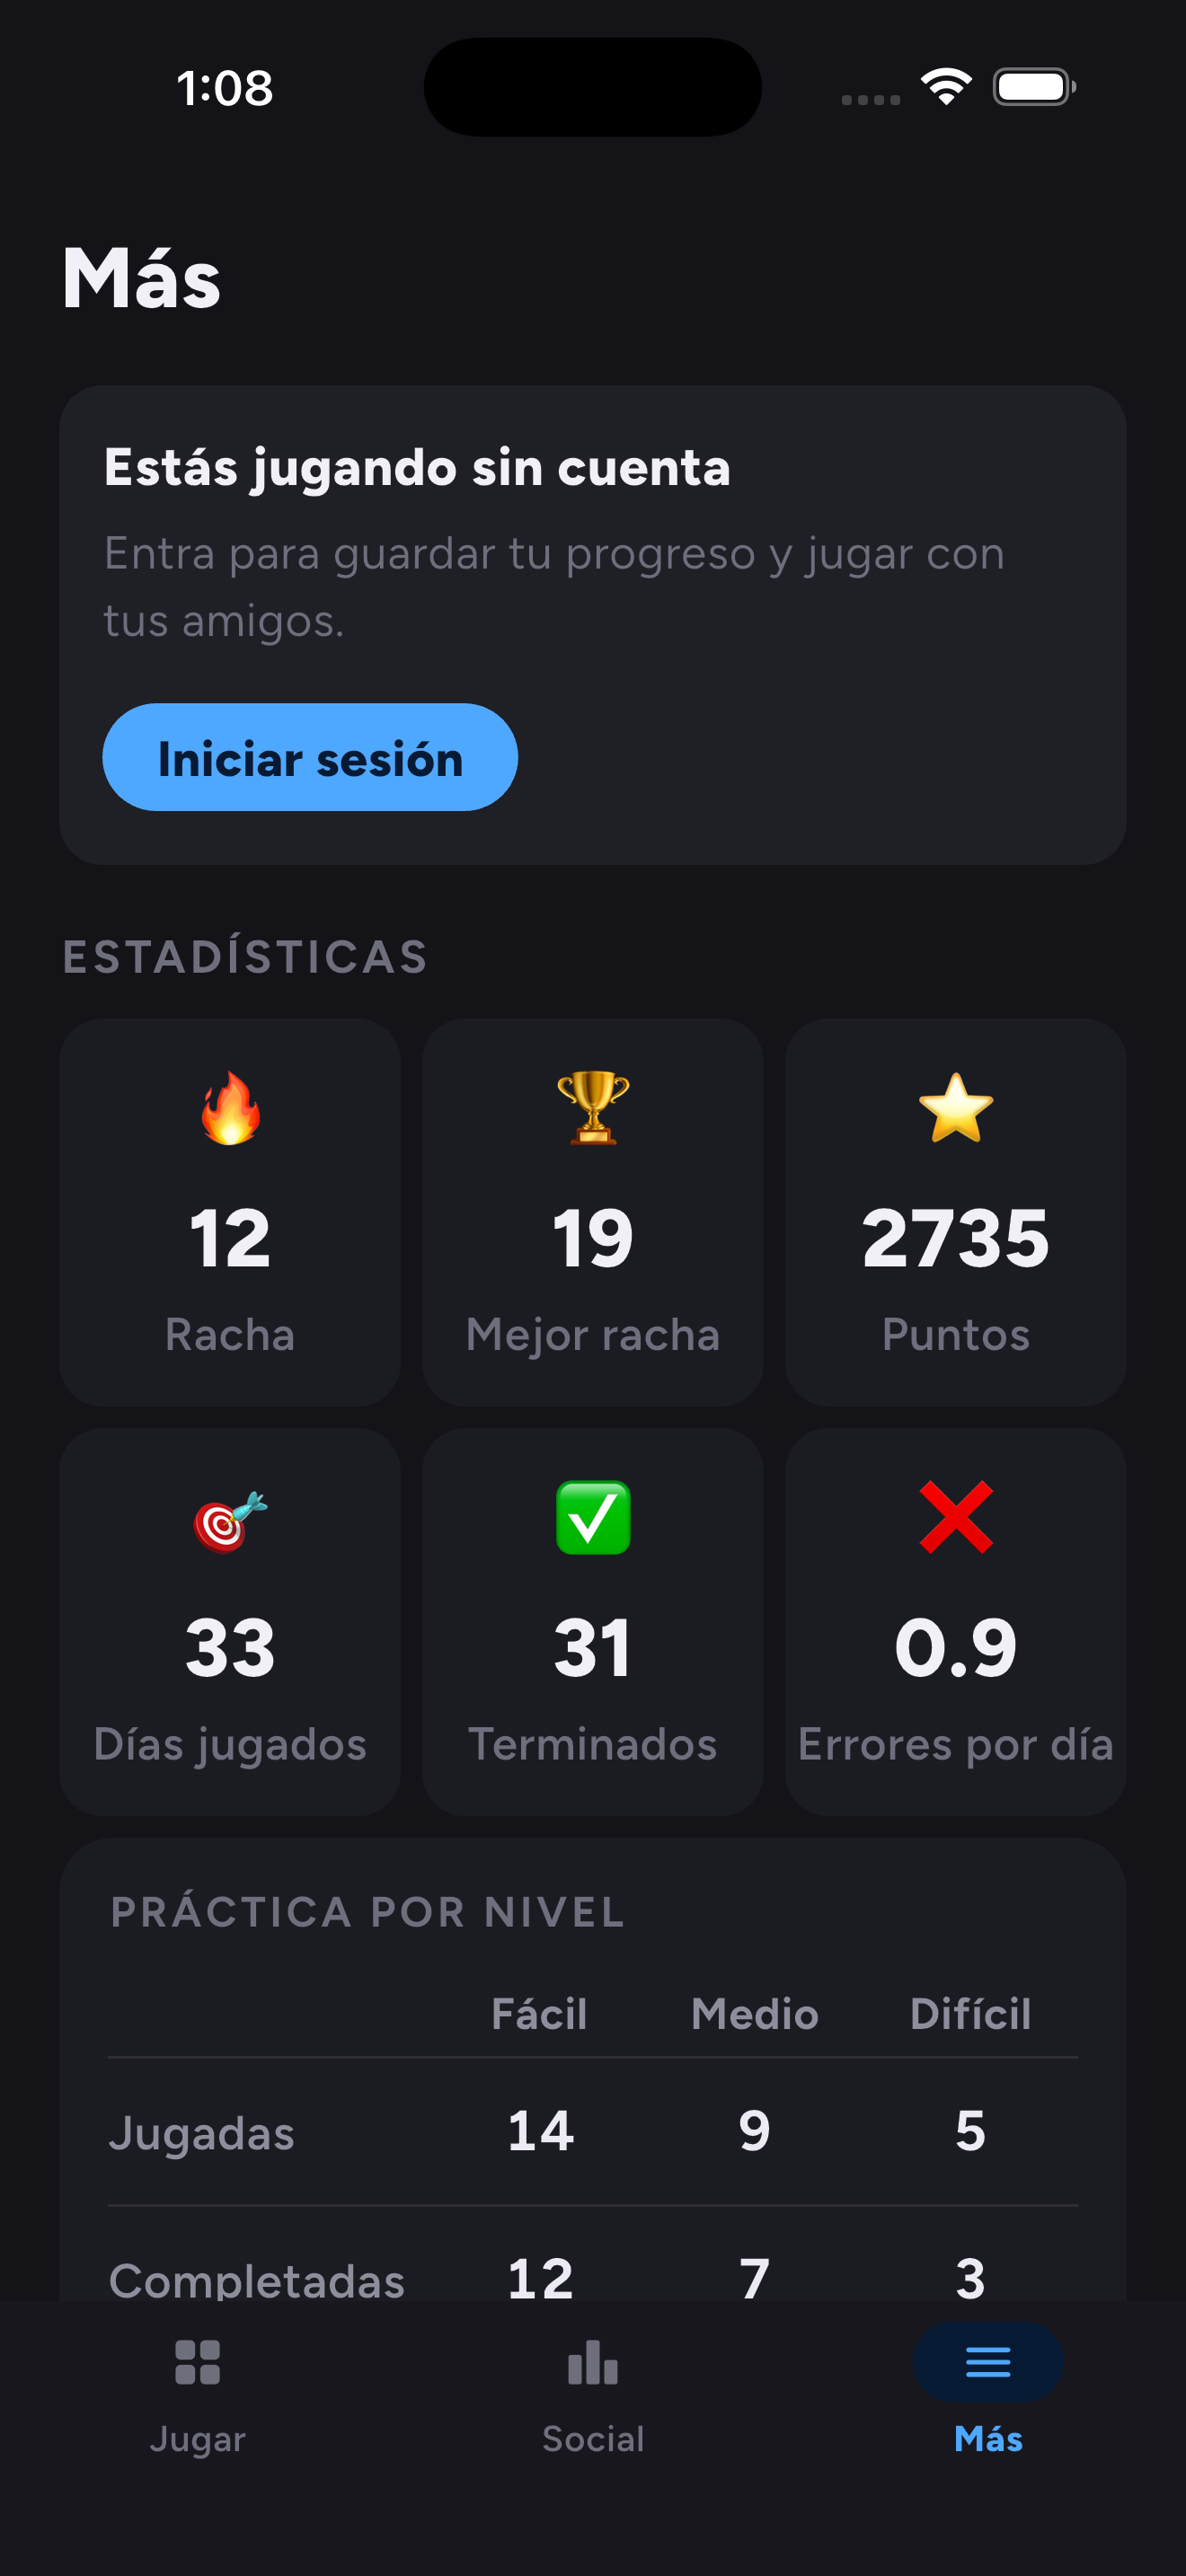 1:08
Más
Estás jugando sin cuenta
Entra para guardar tu progreso y jugar con
tus amigos.
Iniciar sesión
ESTADÍSTICAS
12 19 2735
Racha Mejor racha Puntos
33 31 0.9
Días jugados Terminados Errores por día
PRÁCTICA POR NIVEL
Fácil Medio Difícil
Jugadas 14 9 5
Completadas 12 7 3
Jugar Social Más